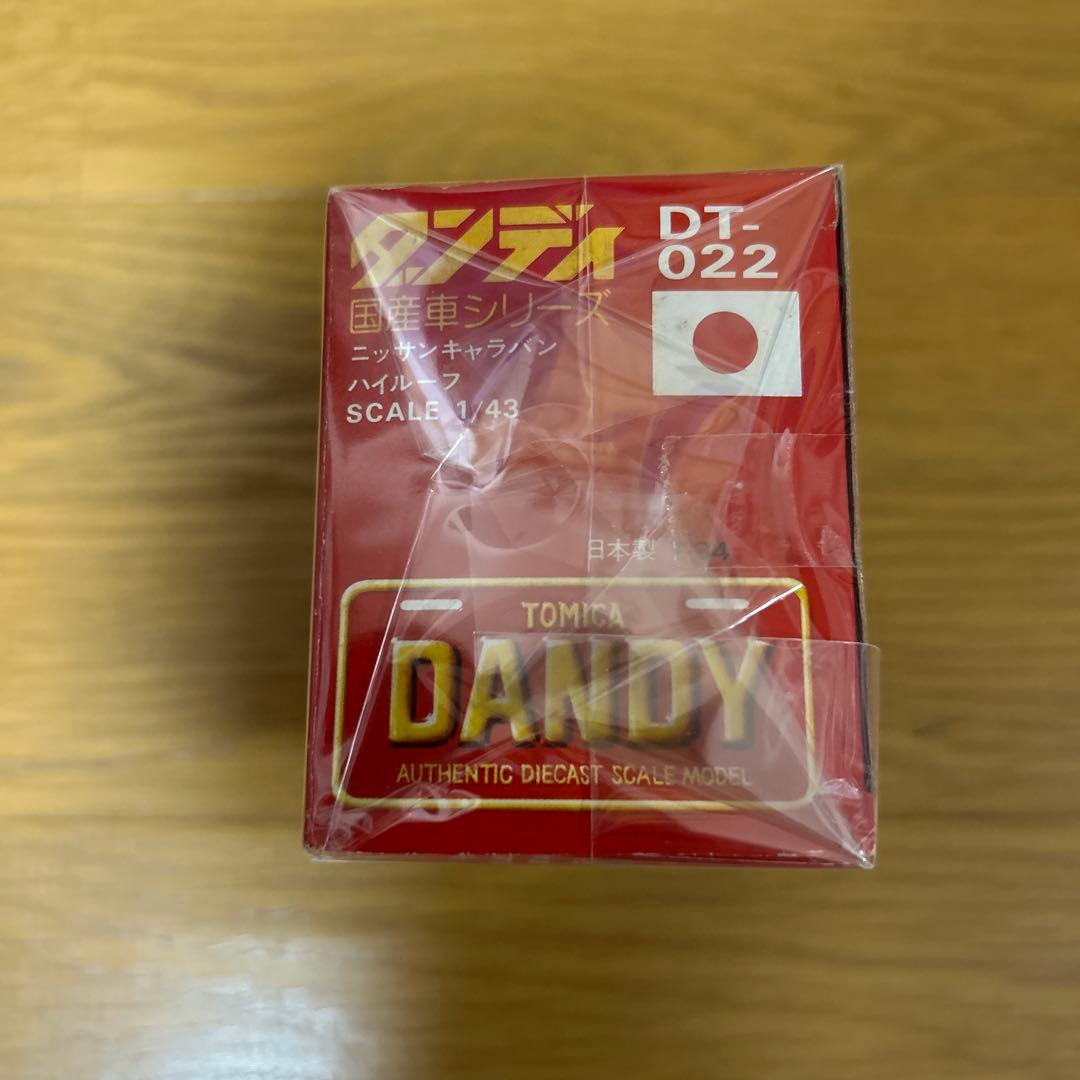 ダンディ
国産車シリーズ
ニッサンキャラバン
ハイルーフ
SCALE 1/43
DT-
022
日本製
TOMICA
DANDY
AUTHENTIC DIECAST SCALE MODEL